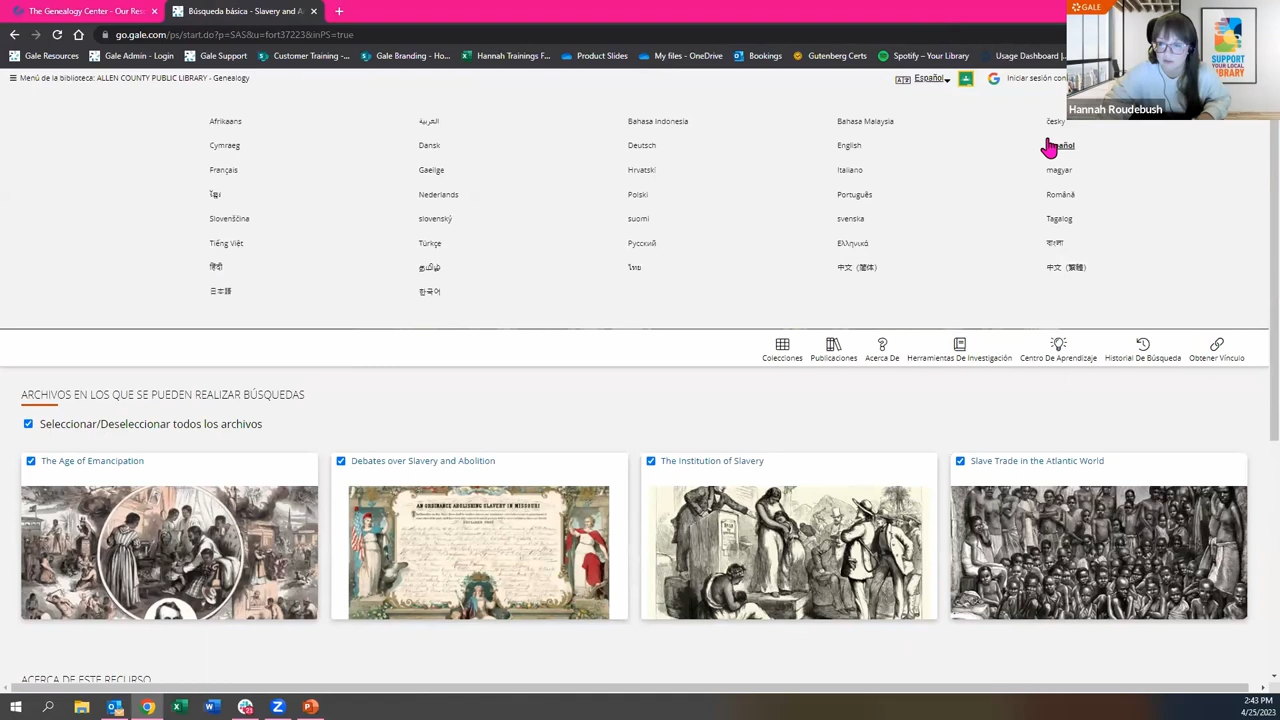 The Genealogy Center - Our Res
Búsqueda básica - Slavery and A
go.gale.com/ps/start.do?p=SAS&u=fort37223&inPS=true
Gale Resources
Gale Admin - Login
Gale Support
Customer Training -...
Gale Branding - Ho...
Hannah Trainings F...
Product Slides
My files - OneDrive
Bookings
Gutenberg Certs
Spotify – Your Library
Usage Dashboard |
GALE
SUPPORT
YOUR LOCAL
LIBRARY
Hannah Roudebush
Menú de la biblioteca: ALLEN COUNTY PUBLIC LIBRARY - Genealogy
Español
Iniciar sesión con
Afrikaans
العربية
Bahasa Indonesia
Bahasa Malaysia
česky
Cymraeg
Dansk
Deutsch
English
Español
Français
Gaeilge
Hrvatski
Italiano
magyar
ខ្មែរ
Nederlands
Polski
Português
Română
Slovenščina
slovenský
suomi
svenska
Tagalog
Tiếng Việt
Türkçe
Русский
Ελληνικά
বাংলা
हिंदी
தமிழ்
ไทย
中文 (简体)
中文 (繁體)
日本語
한국어
Colecciones
Publicaciones
Acerca De
Herramientas De Investigación
Centro De Aprendizaje
Historial De Búsqueda
Obtener Vínculo
ARCHIVOS EN LOS QUE SE PUEDEN REALIZAR BÚSQUEDAS
Seleccionar/Deseleccionar todos los archivos
The Age of Emancipation
Debates over Slavery and Abolition
The Institution of Slavery
Slave Trade in the Atlantic World
AN ORDINANCE ABOLISHING SLAVERY IN MISSOURI
ACERCA DE ESTE RECURSO
2:43 PM
4/25/2023